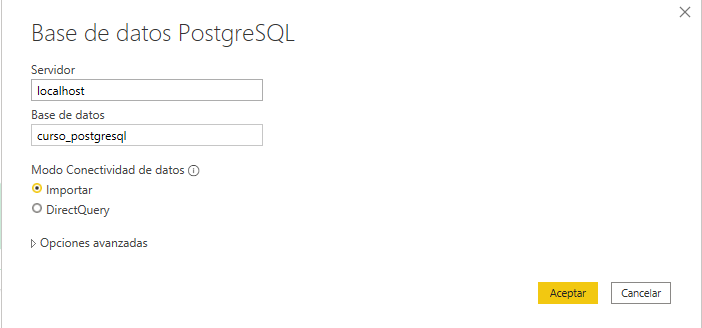 Base de datos PostgreSQL
Servidor
localhost
Base de datos
curso_postgresql
Modo Conectividad de datos
Importar
DirectQuery
Opciones avanzadas
Aceptar
Cancelar